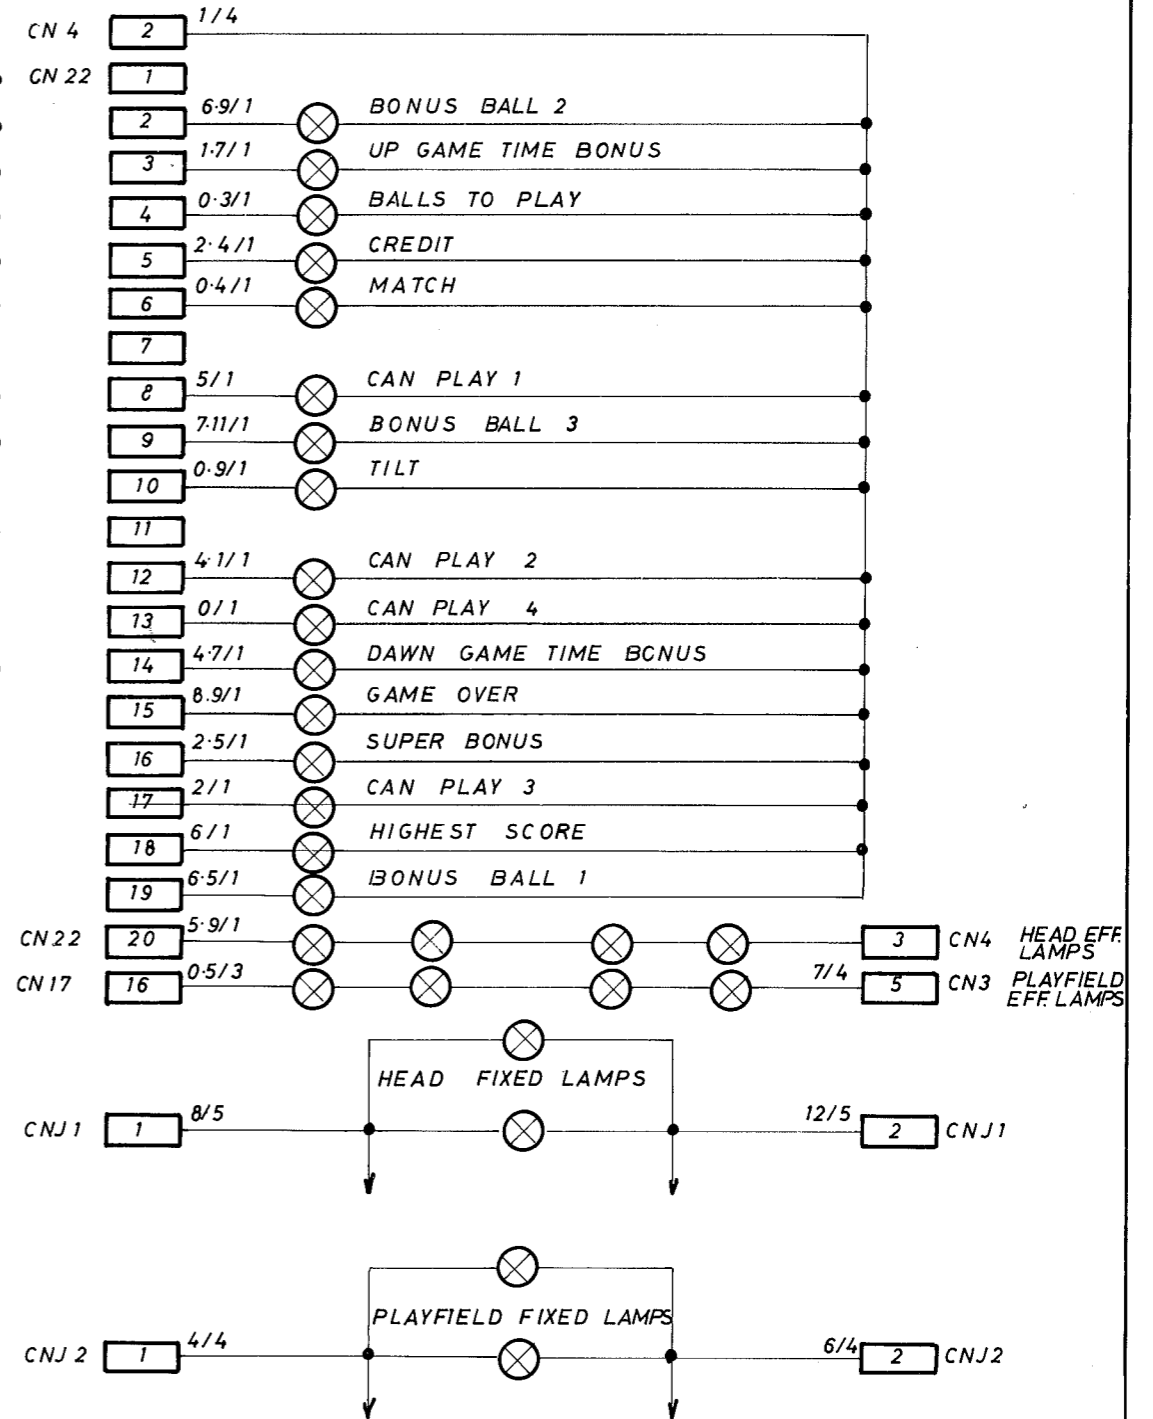 CN 4 2 1/4
CN 22 1
2 6·9/1 BONUS BALL 2
3 1·7/1 UP GAME TIME BONUS
4 0·3/1 BALLS TO PLAY
5 2·4/1 CREDIT
6 0·4/1 MATCH
7
8 5/1 CAN PLAY 1
9 7·11/1 BONUS BALL 3
10 0·9/1 TILT
11
12 4·1/1 CAN PLAY 2
13 0/1 CAN PLAY 4
14 4·7/1 DAWN GAME TIME BONUS
15 8.9/1 GAME OVER
16 2·5/1 SUPER BONUS
17 2/1 CAN PLAY 3
18 6/1 HIGHEST SCORE
19 6·5/1 BONUS BALL 1
CN22 20 5·9/1 3 CN4 HEAD EFF. LAMPS
CN 17 16 0·5/3 7/4 5 CN3 PLAYFIELD EFF. LAMPS
HEAD FIXED LAMPS
CNJ 1 1 8/5 12/5 2 CNJ1
PLAYFIELD FIXED LAMPS
CNJ 2 1 4/4 6/4 2 CNJ2